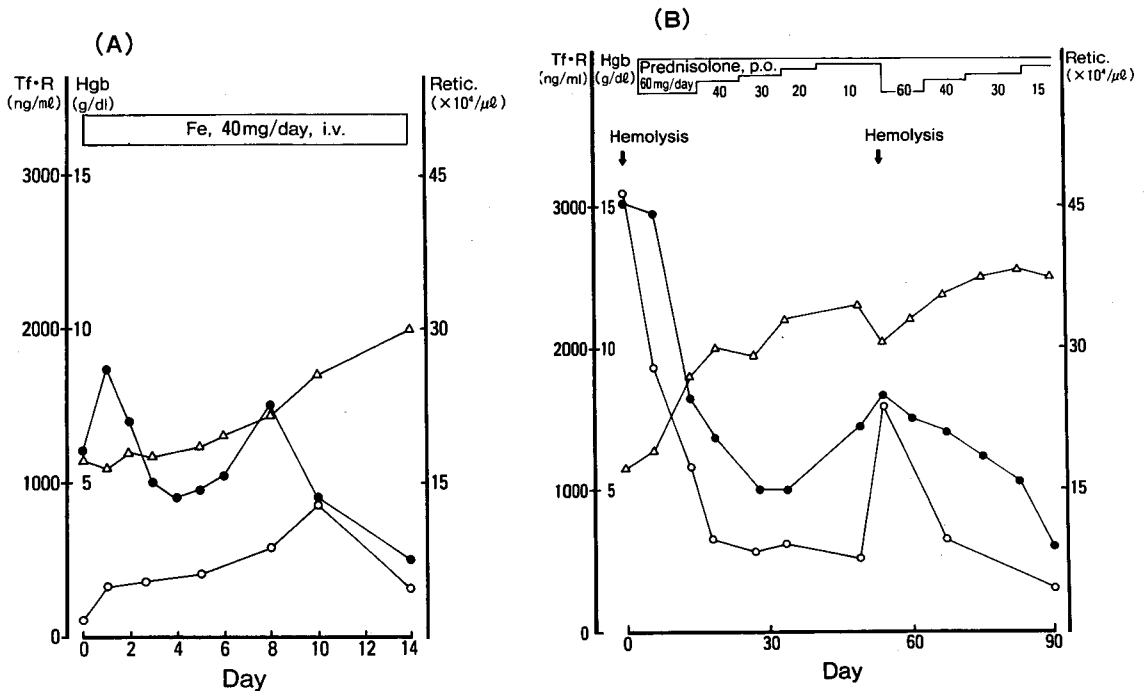 (A)
Tf・R Hgb Retic.
(ng/mℓ) (g/dl) (×10⁴/μℓ)
Fe, 40mg/day, i.v.
3000 15 45
2000 10 30
1000 5 15
0
0 2 4 6 8 10 12 14
Day
(B)
Tf・R Hgb Retic.
(ng/ml) (g/dℓ) (×10⁴/μℓ)
Prednisolone, p.o.
60mg/day 40 30 20 10 60 40 30 15
Hemolysis Hemolysis
3000 15 45
2000 10 30
1000 5 15
0
0 30 60 90
Day